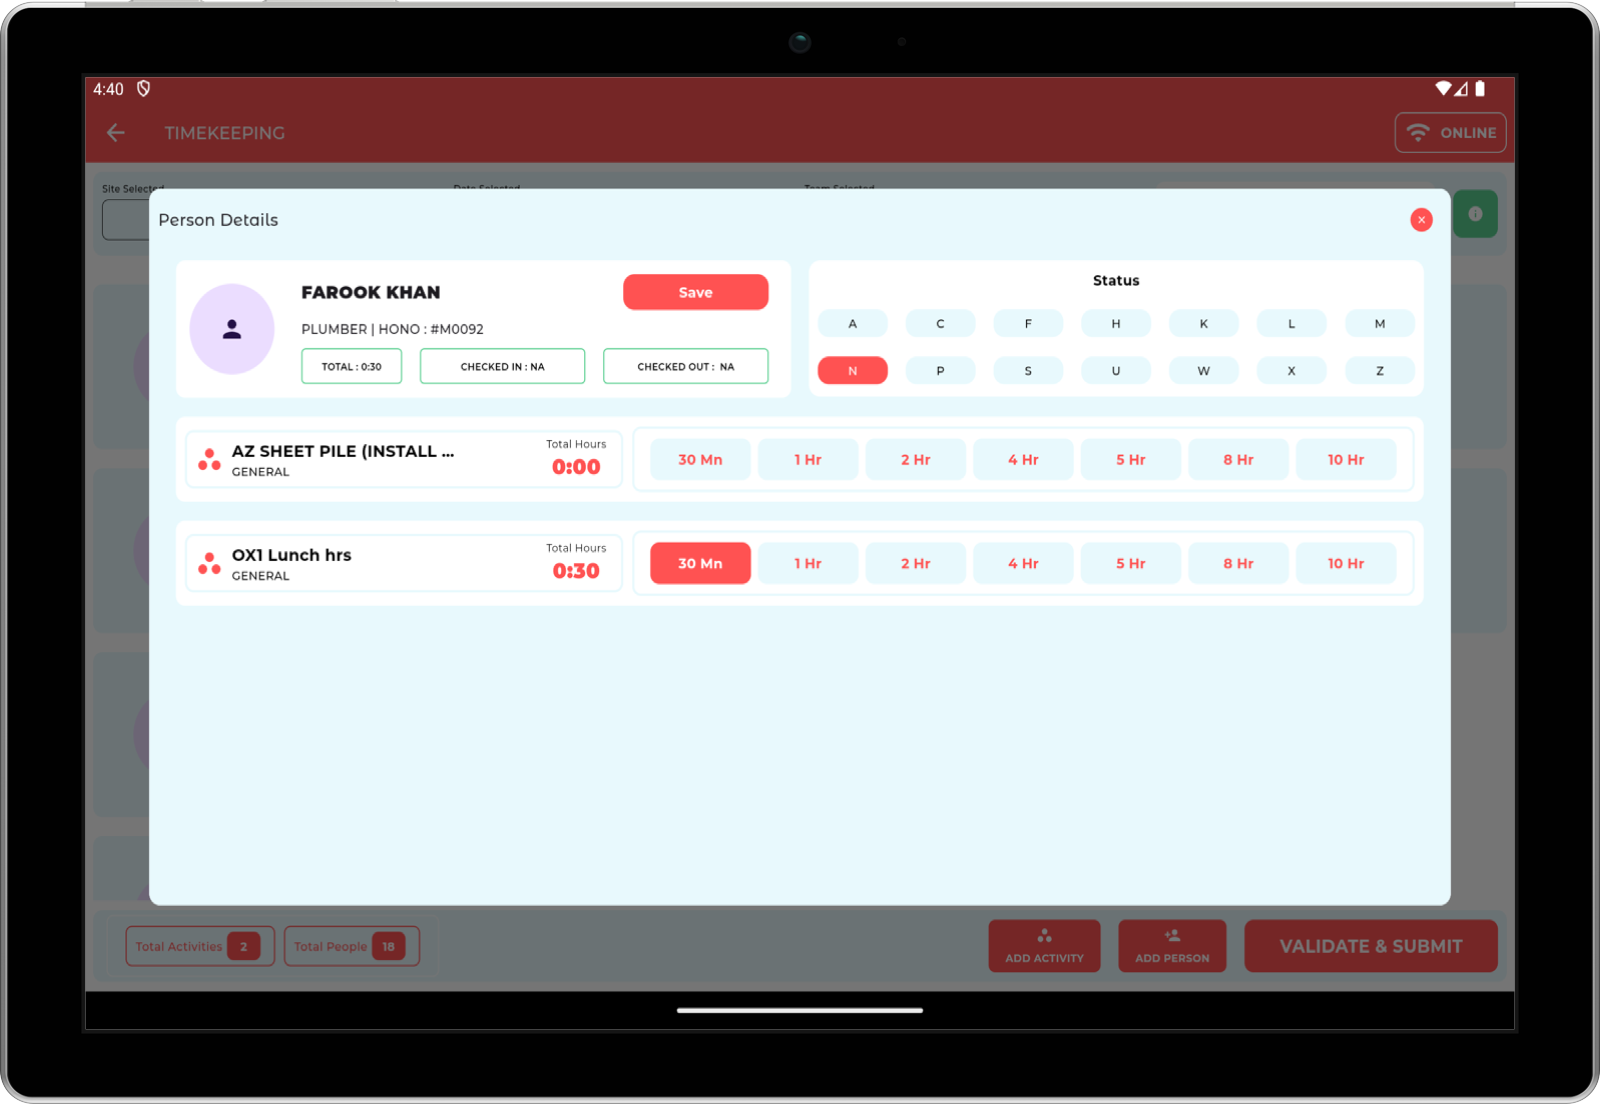 4:40
TIMEKEEPING
ONLINE
Site Selected
Date Selected
Team Selected
Person Details
FAROOK KHAN
Save
PLUMBER | HONO : #M0092
TOTAL : 0:30
CHECKED IN : NA
CHECKED OUT : NA
Status
A C F H K L M
N P S U W X Z
AZ SHEET PILE (INSTALL ...
GENERAL
Total Hours
0:00
30 Mn 1 Hr 2 Hr 4 Hr 5 Hr 8 Hr 10 Hr
OX1 Lunch hrs
GENERAL
Total Hours
0:30
30 Mn 1 Hr 2 Hr 4 Hr 5 Hr 8 Hr 10 Hr
Total Activities 2
Total People 18
ADD ACTIVITY
ADD PERSON
VALIDATE & SUBMIT